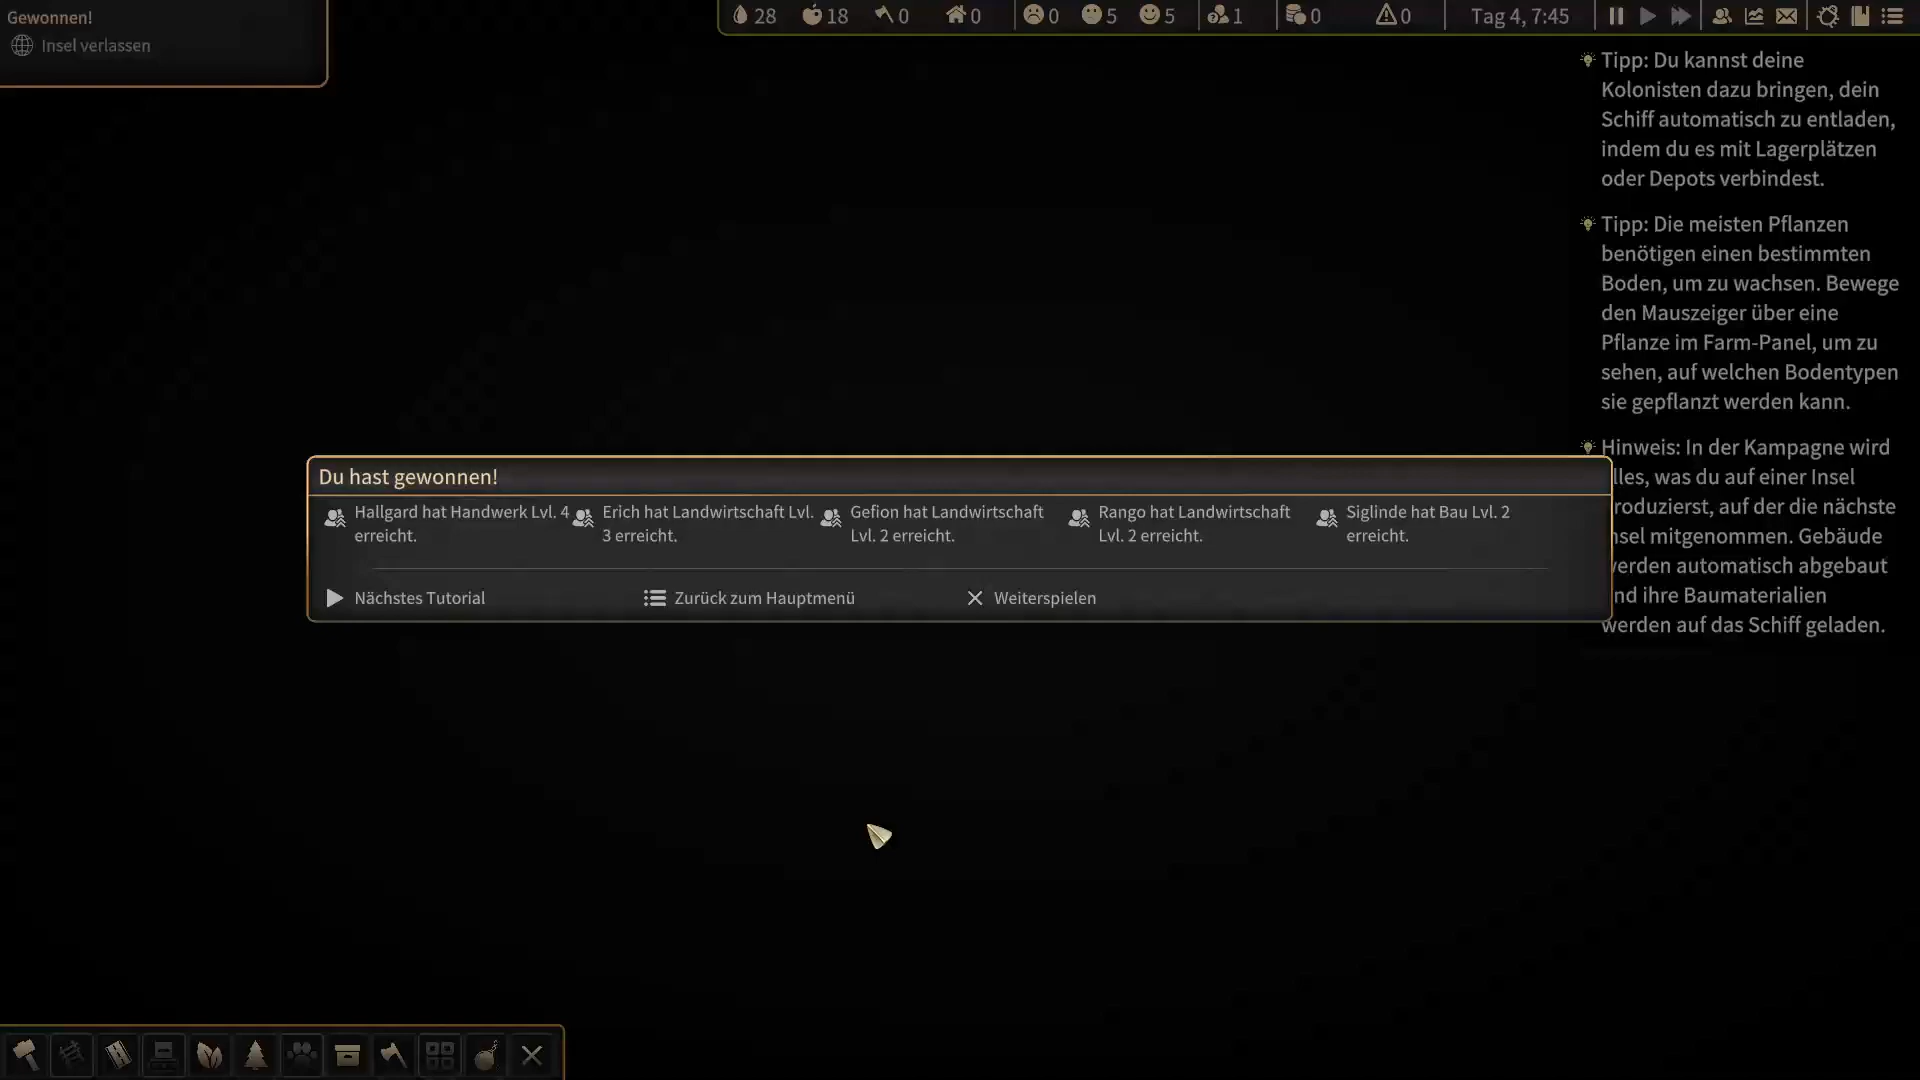 Gewonnen!
Insel verlassen
28 18 0 0 0 5 5 1 0 0 Tag 4, 7:45
Tipp: Du kannst deine
Kolonisten dazu bringen, dein
Schiff automatisch zu entladen,
indem du es mit Lagerplätzen
oder Depots verbindest.
Tipp: Die meisten Pflanzen
benötigen einen bestimmten
Boden, um zu wachsen. Bewege
den Mauszeiger über eine
Pflanze im Farm-Panel, um zu
sehen, auf welchen Bodentypen
sie gepflanzt werden kann.
Hinweis: In der Kampagne wird
lles, was du auf einer Insel
roduzierst, auf der die nächste
nsel mitgenommen. Gebäude
werden automatisch abgebaut
nd ihre Baumaterialien
werden auf das Schiff geladen.
Du hast gewonnen!
Hallgard hat Handwerk Lvl. 4
erreicht.
Erich hat Landwirtschaft Lvl.
3 erreicht.
Gefion hat Landwirtschaft
Lvl. 2 erreicht.
Rango hat Landwirtschaft
Lvl. 2 erreicht.
Siglinde hat Bau Lvl. 2
erreicht.
Nächstes Tutorial
Zurück zum Hauptmenü
Weiterspielen